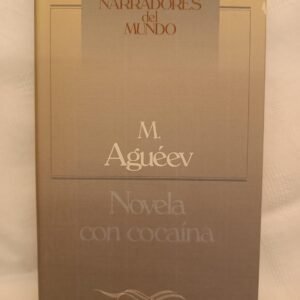 NARRADORES
del
MUNDO
M.
Aguéev
Novela
con cocaína